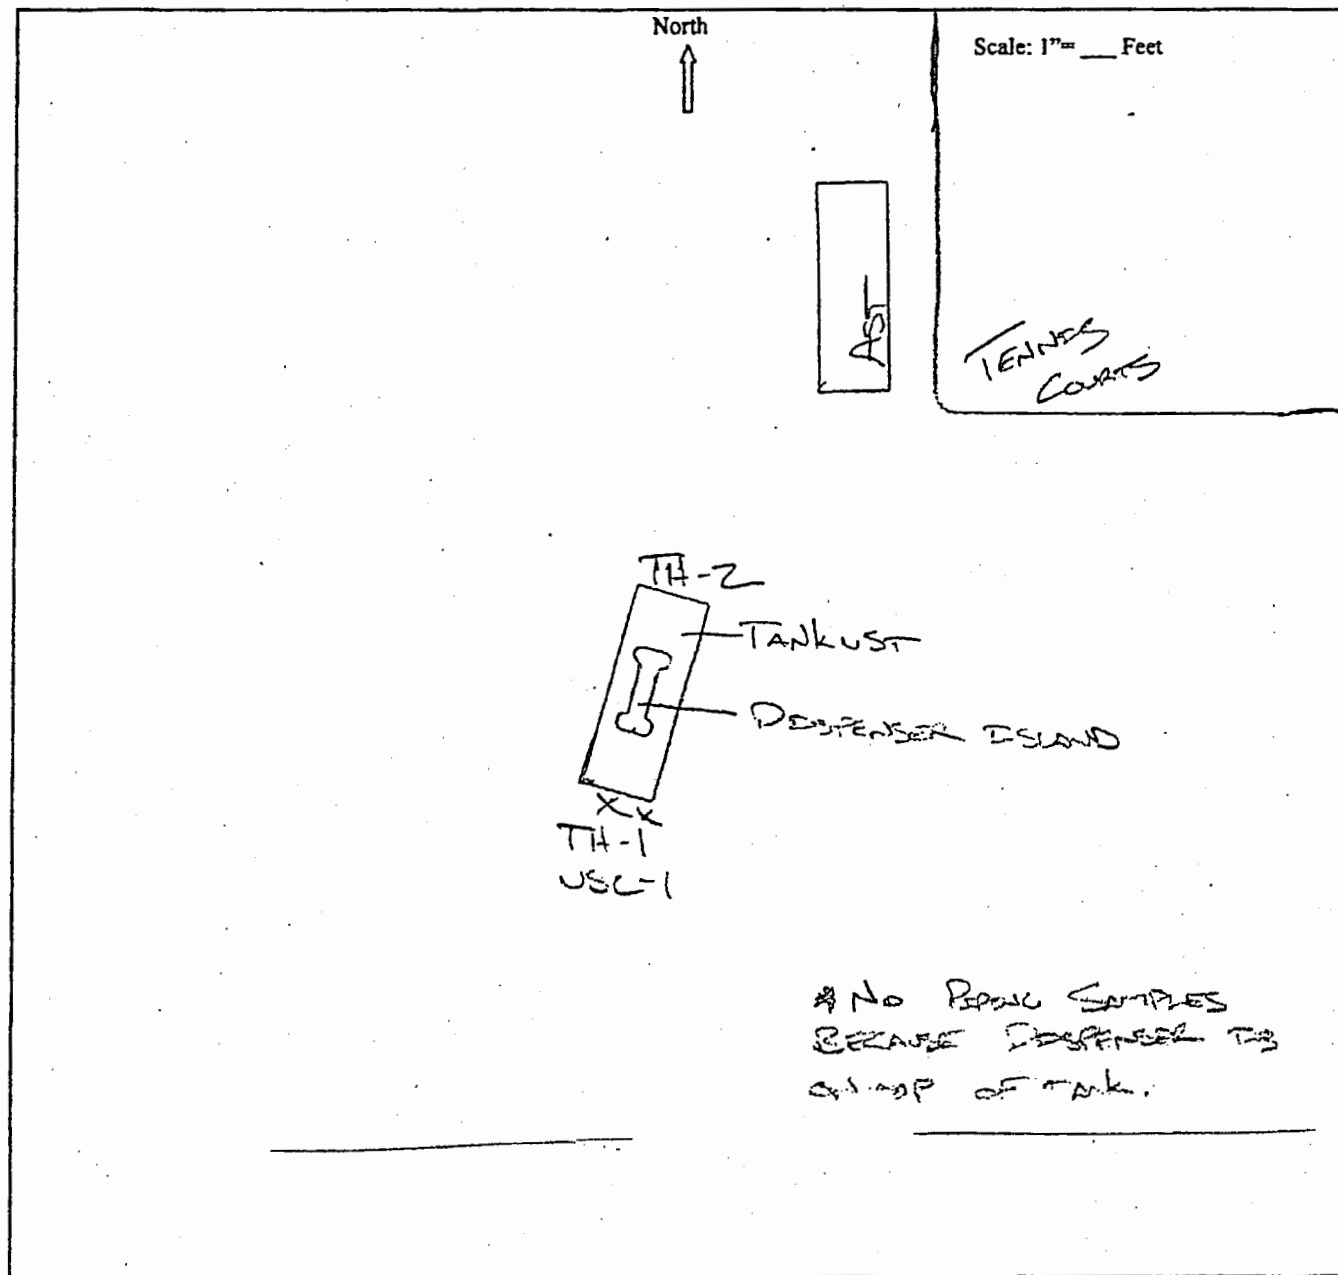 North
Scale: 1"= ___ Feet
AST
TENNIS
COURTS
TH-2
TANK UST
DISPENSER ISLAND
X X
TH-1
USC-1
* NO PIPING SAMPLES
BECAUSE DISPENSER IS
ON TOP OF TANK.